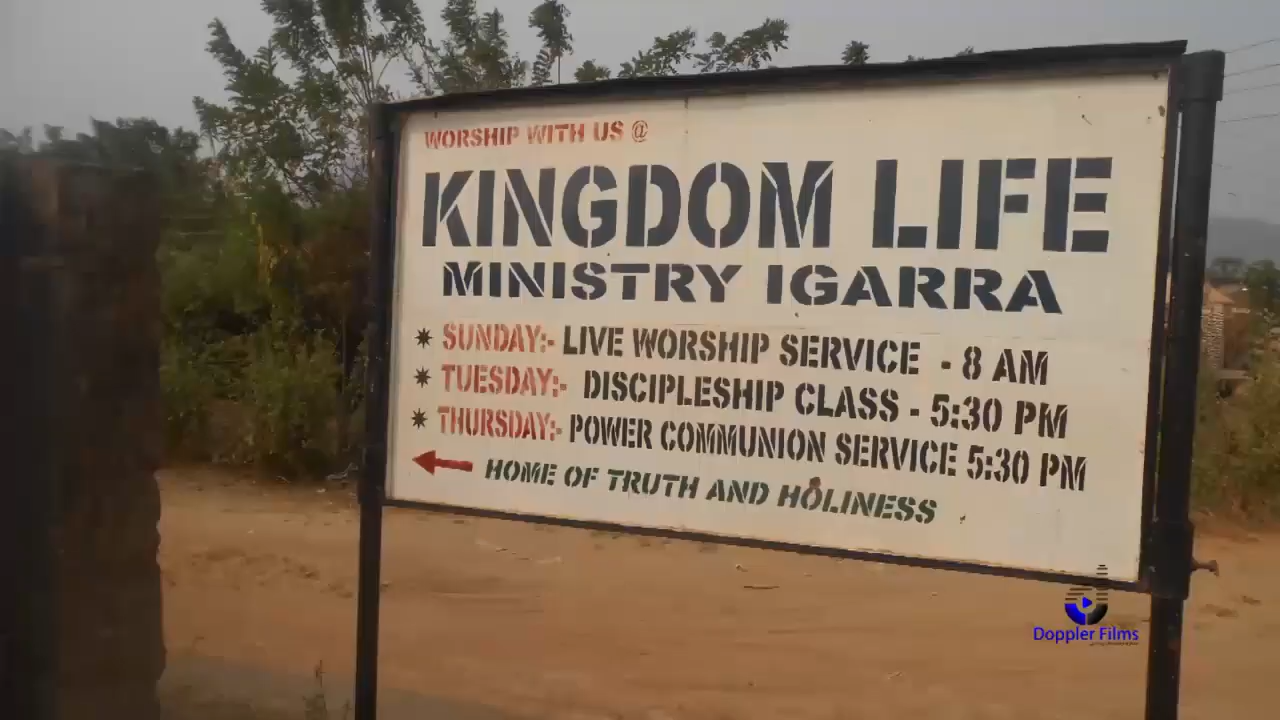 WORSHIP WITH US @
KINGDOM LIFE
MINISTRY IGARRA
SUNDAY:- LIVE WORSHIP SERVICE - 8 AM
TUESDAY:- DISCIPLESHIP CLASS - 5:30 PM
THURSDAY:- POWER COMMUNION SERVICE 5:30 PM
HOME OF TRUTH AND HOLINESS
Doppler Films